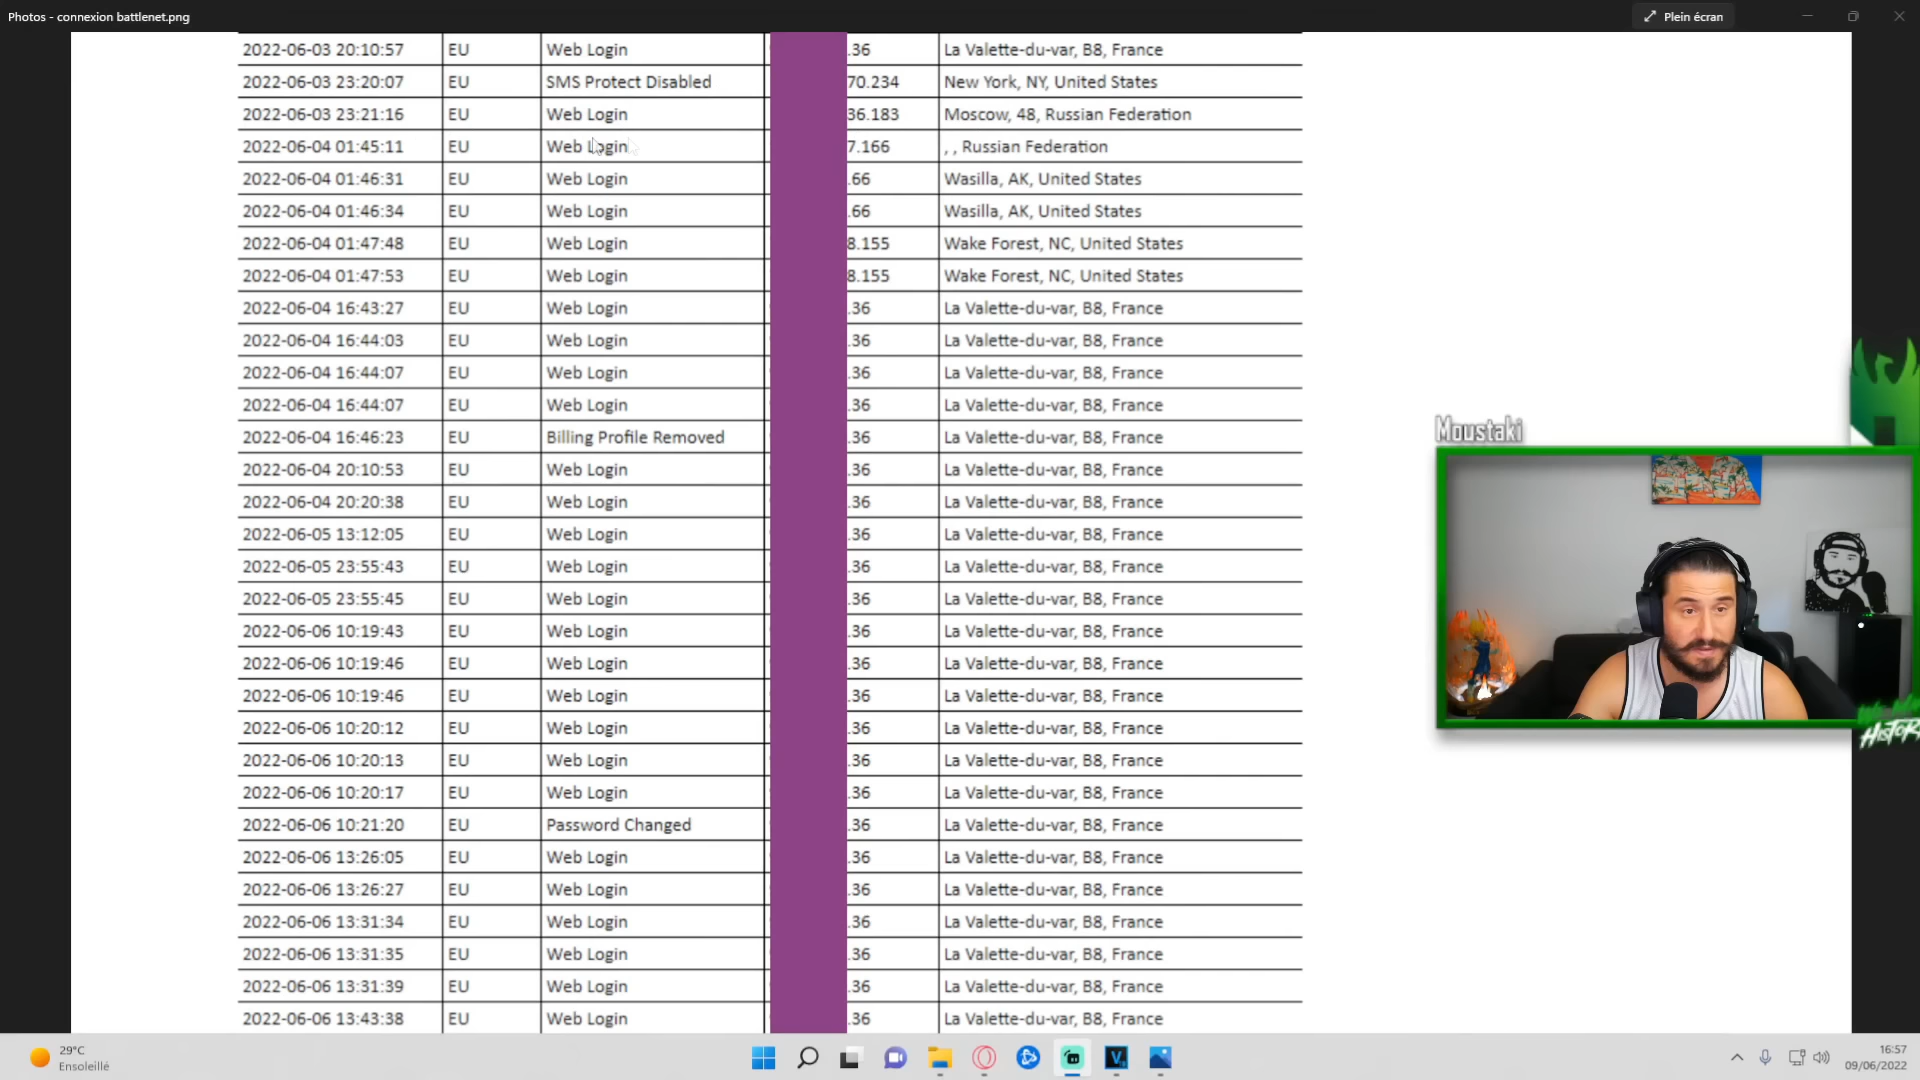 Photos - connexion battlenet.png
Plein écran
2022-06-03 20:10:57 EU Web Login .36 La Valette-du-var, B8, France
2022-06-03 23:20:07 EU SMS Protect Disabled 70.234 New York, NY, United States
2022-06-03 23:21:16 EU Web Login 36.183 Moscow, 48, Russian Federation
2022-06-04 01:45:11 EU Web Login 7.166 , , Russian Federation
2022-06-04 01:46:31 EU Web Login .66 Wasilla, AK, United States
2022-06-04 01:46:34 EU Web Login .66 Wasilla, AK, United States
2022-06-04 01:47:48 EU Web Login 8.155 Wake Forest, NC, United States
2022-06-04 01:47:53 EU Web Login 8.155 Wake Forest, NC, United States
2022-06-04 16:43:27 EU Web Login .36 La Valette-du-var, B8, France
2022-06-04 16:44:03 EU Web Login .36 La Valette-du-var, B8, France
2022-06-04 16:44:07 EU Web Login .36 La Valette-du-var, B8, France
2022-06-04 16:44:07 EU Web Login .36 La Valette-du-var, B8, France
2022-06-04 16:46:23 EU Billing Profile Removed .36 La Valette-du-var, B8, France
2022-06-04 20:10:53 EU Web Login .36 La Valette-du-var, B8, France
2022-06-04 20:20:38 EU Web Login .36 La Valette-du-var, B8, France
2022-06-05 13:12:05 EU Web Login .36 La Valette-du-var, B8, France
2022-06-05 23:55:43 EU Web Login .36 La Valette-du-var, B8, France
2022-06-05 23:55:45 EU Web Login .36 La Valette-du-var, B8, France
2022-06-06 10:19:43 EU Web Login .36 La Valette-du-var, B8, France
2022-06-06 10:19:46 EU Web Login .36 La Valette-du-var, B8, France
2022-06-06 10:19:46 EU Web Login .36 La Valette-du-var, B8, France
2022-06-06 10:20:12 EU Web Login .36 La Valette-du-var, B8, France
2022-06-06 10:20:13 EU Web Login .36 La Valette-du-var, B8, France
2022-06-06 10:20:17 EU Web Login .36 La Valette-du-var, B8, France
2022-06-06 10:21:20 EU Password Changed .36 La Valette-du-var, B8, France
2022-06-06 13:26:05 EU Web Login .36 La Valette-du-var, B8, France
2022-06-06 13:26:27 EU Web Login .36 La Valette-du-var, B8, France
2022-06-06 13:31:34 EU Web Login .36 La Valette-du-var, B8, France
2022-06-06 13:31:35 EU Web Login .36 La Valette-du-var, B8, France
2022-06-06 13:31:39 EU Web Login .36 La Valette-du-var, B8, France
2022-06-06 13:43:38 EU Web Login .36 La Valette-du-var, B8, France
Moustaki
29°C
Ensoleillé
16:57
09/06/2022